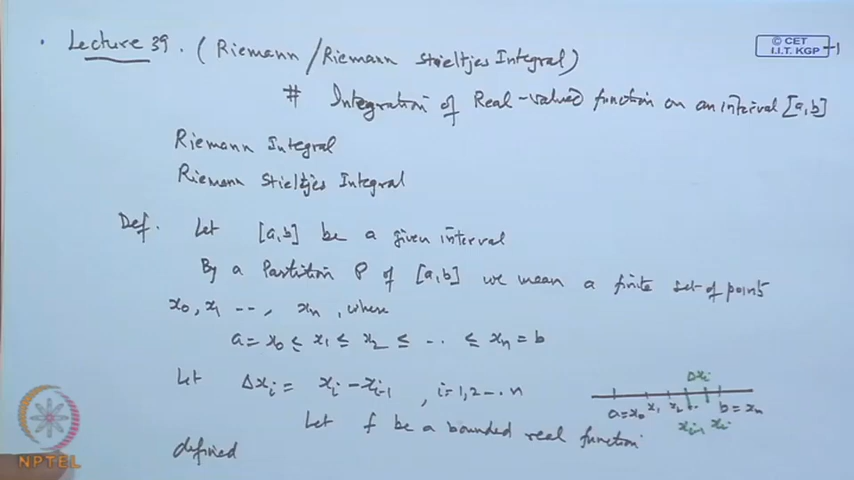 Lecture 39. (Riemann/Riemann Stieltjes Integral)
© CET
I.I.T. KGP
# Integration of Real-valued function on an interval [a,b]
Riemann Integral
Riemann Stieltjes Integral
Def. Let [a,b] be a given interval
By a Partition P of [a,b] we mean a finite set of points
x₀, x₁ --, xₙ, where
a = x₀ ≤ x₁ ≤ x₂ ≤ .. ≤ xₙ = b
Let Δxᵢ = xᵢ - xᵢ₋₁, i=1,2-..n
Δxᵢ
a=x₀ x₁ x₂ .. b=xₙ
xᵢ₋₁ xᵢ
Let f be a bounded real function
defined
NPTEL